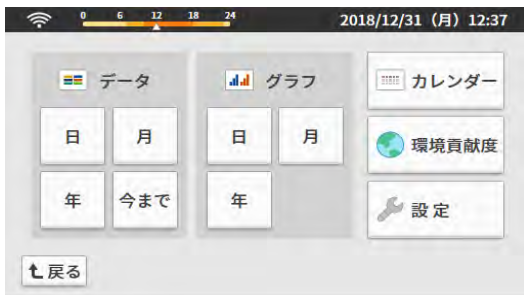 0 6 12 18 24 2018/12/31（月）12:37
データ
日 月
年 今まで
グラフ
日 月
年
カレンダー
環境貢献度
設定
戻る